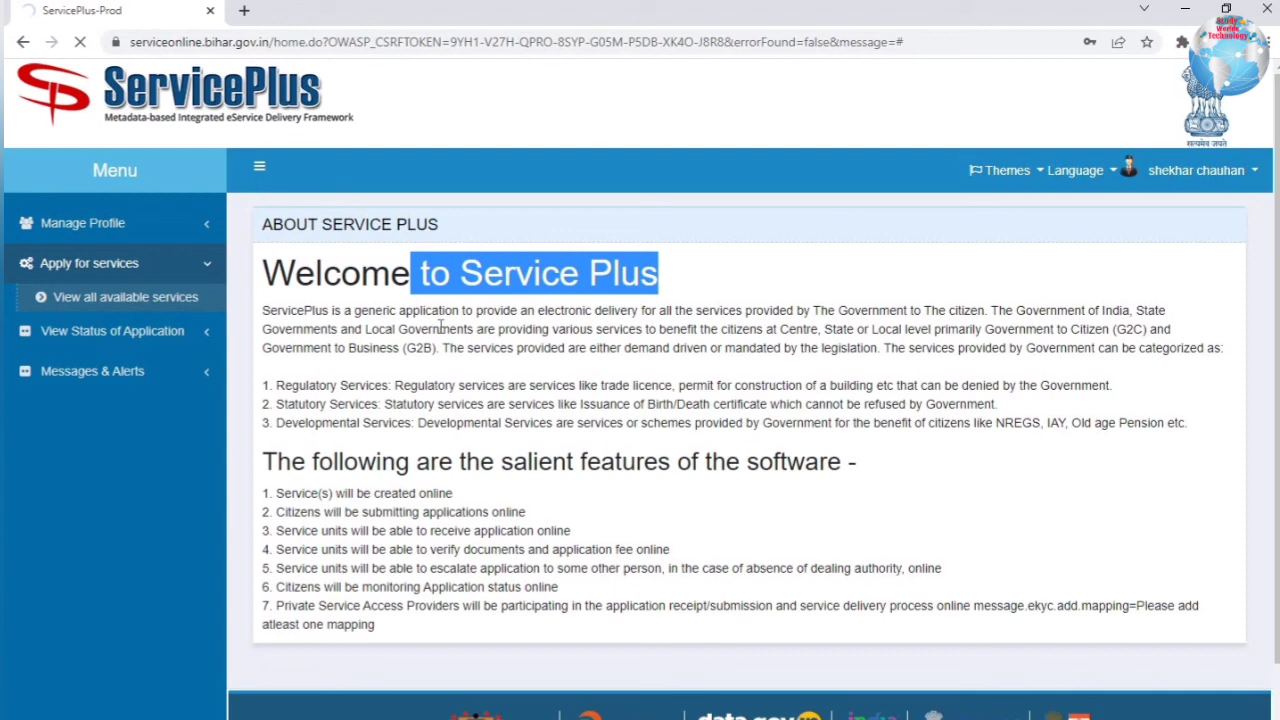 ServicePlus-Prod
serviceonline.bihar.gov.in/home.do?OWASP_CSRFTOKEN=9YH1-V27H-
-8SYP-G05M-P5DB-XK4O-J8R8&errorFound=false&message=#
Study
World
Technology
ServicePlus
Metadata-based Integrated eService Delivery Framework
सत्यमेव जयते
Menu
Themes Language shekhar chauhan
Manage Profile
Apply for services
View all available services
View Status of Application
Messages & Alerts
ABOUT SERVICE PLUS
Welcome to Service Plus
ServicePlus is a generic application to provide an electronic delivery for all the services provided by The Government to The citizen. The Government of India, State
Governments and Local Governments are providing various services to benefit the citizens at Centre, State or Local level primarily Government to Citizen (G2C) and
Government to Business (G2B). The services provided are either demand driven or mandated by the legislation. The services provided by Government can be categorized as:
1. Regulatory Services: Regulatory services are services like trade licence, permit for construction of a building etc that can be denied by the Government.
2. Statutory Services: Statutory services are services like Issuance of Birth/Death certificate which cannot be refused by Government.
3. Developmental Services: Developmental Services are services or schemes provided by Government for the benefit of citizens like NREGS, IAY, Old age Pension etc.
The following are the salient features of the software -
1. Service(s) will be created online
2. Citizens will be submitting applications online
3. Service units will be able to receive application online
4. Service units will be able to verify documents and application fee online
5. Service units will be able to escalate application to some other person, in the case of absence of dealing authority, online
6. Citizens will be monitoring Application status online
7. Private Service Access Providers will be participating in the application receipt/submission and service delivery process online message.ekyc.add.mapping=Please add
atleast one mapping
data.gov
india